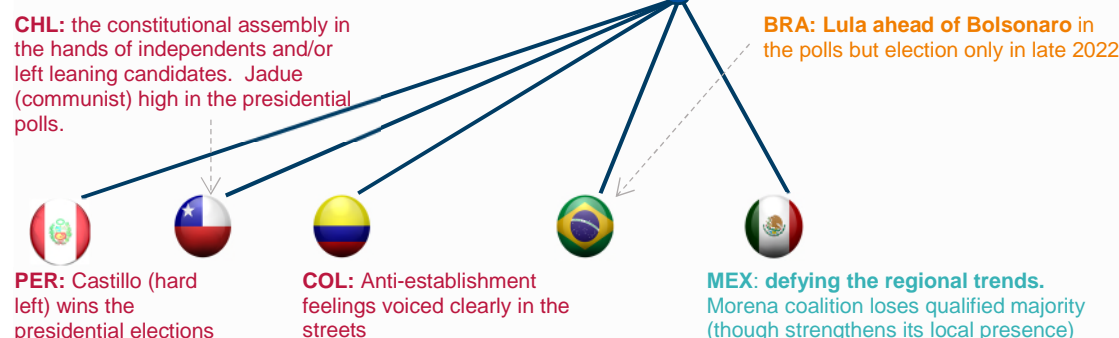 CHL: the constitutional assembly in
the hands of independents and/or
left leaning candidates.  Jadue
(communist) high in the presidential
polls.
BRA: Lula ahead of Bolsonaro in
the polls but election only in late 2022
PER: Castillo (hard
left) wins the
presidential elections
COL: Anti-establishment
feelings voiced clearly in the
streets
MEX: defying the regional trends.
Morena coalition loses qualified majority
(though strengthens its local presence)